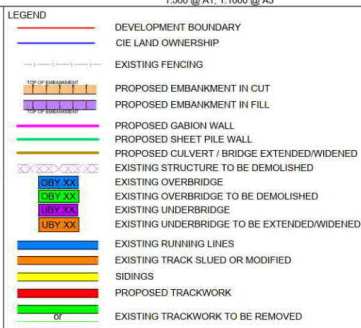 1:500 @ A1, 1:1000 @ A3
LEGEND
DEVELOPMENT BOUNDARY
CIE LAND OWNERSHIP
EXISTING FENCING
TOP OF EMBANKMENT
PROPOSED EMBANKMENT IN CUT
PROPOSED EMBANKMENT IN FILL
TOP OF EMBANKMENT
PROPOSED GABION WALL
PROPOSED SHEET PILE WALL
PROPOSED CULVERT / BRIDGE EXTENDED/WIDENED
EXISTING STRUCTURE TO BE DEMOLISHED
OBY XX EXISTING OVERBRIDGE
OBY XX EXISTING OVERBRIDGE TO BE DEMOLISHED
UBY XX EXISTING UNDERBRIDGE
UBY XX EXISTING UNDERBRIDGE TO BE EXTENDED/WIDENED
EXISTING RUNNING LINES
EXISTING TRACK SLUED OR MODIFIED
SIDINGS
PROPOSED TRACKWORK
or EXISTING TRACKWORK TO BE REMOVED